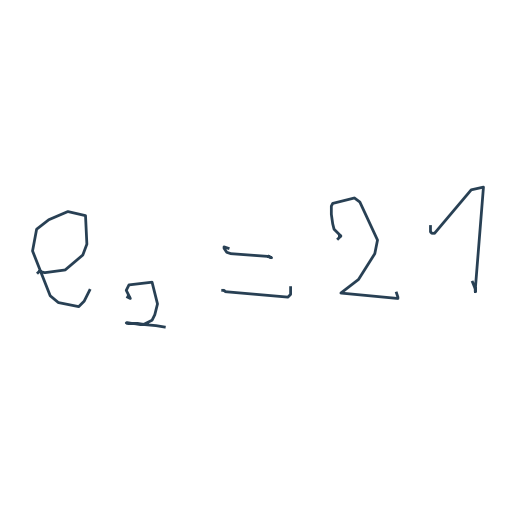 e₂ = 21